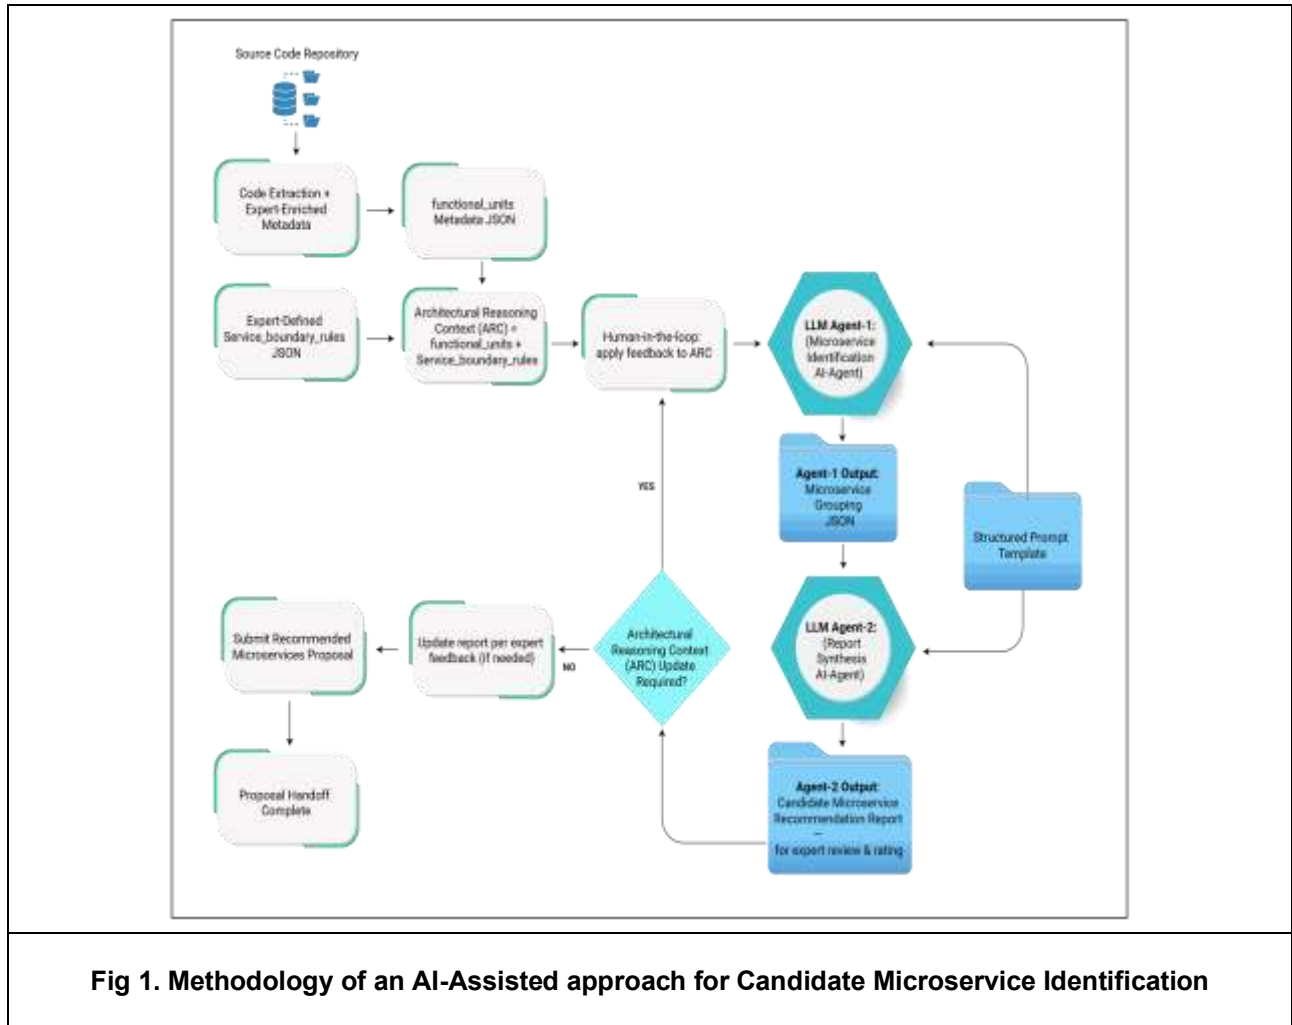 Source Code Repository
Code Extraction +
Expert-Enriched
Metadata
functional_units
Metadata JSON
Expert-Defined
Service_boundary_rules
JSON
Architectural Reasoning
Context (ARC) =
functional_units +
Service_boundary_rules
Human-in-the-loop:
apply feedback to ARC
LLM Agent-1:
(Microservice
Identification
AI-Agent)
Agent-1 Output:
Microservice
Grouping
JSON
Structured Prompt
Template
LLM Agent-2:
(Report
Synthesis
AI-Agent)
Agent-2 Output:
Candidate Microservice
Recommendation Report
–
for expert review & rating
Architectural
Reasoning Context
(ARC) Update
Required?
YES
NO
Update report per expert
feedback (if needed)
Submit Recommended
Microservices Proposal
Proposal Handoff
Complete
Fig 1. Methodology of an AI-Assisted approach for Candidate Microservice Identification